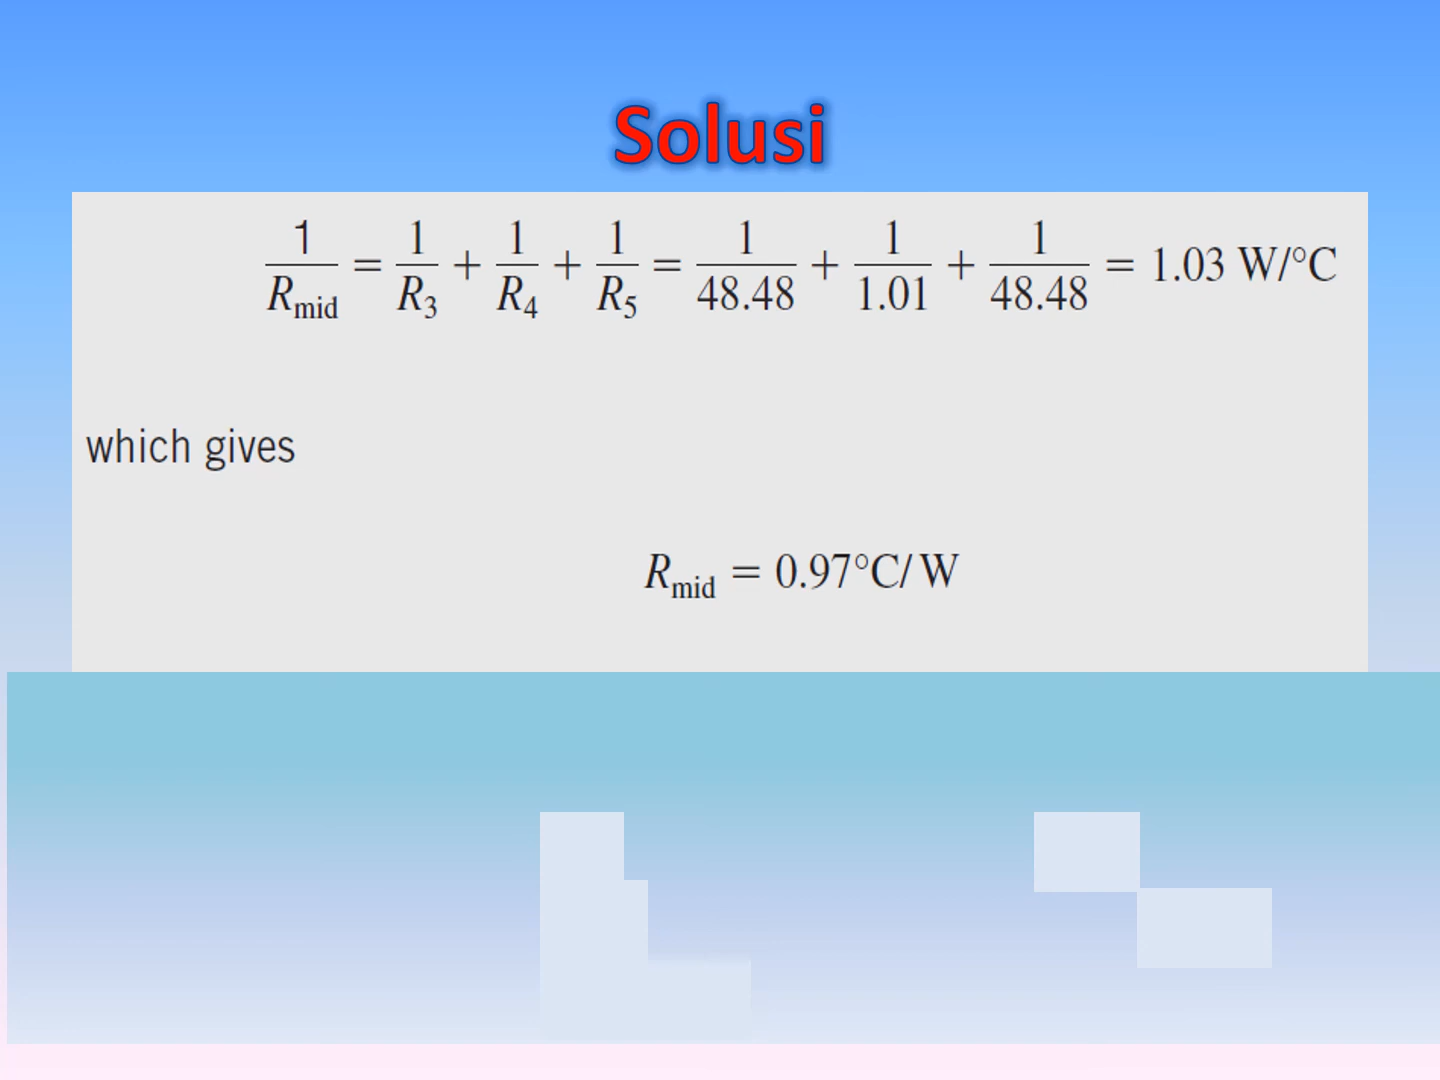 Solusi
1/R_mid = 1/R_3 + 1/R_4 + 1/R_5 = 1/48.48 + 1/1.01 + 1/48.48 = 1.03 W/°C
which gives
R_mid = 0.97°C/W